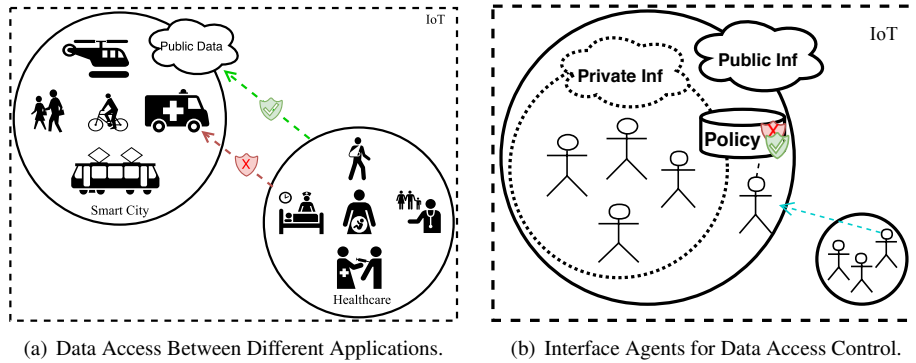 IoT
Public Data
X
Smart City
Healthcare
(a) Data Access Between Different Applications.
IoT
Public Inf
Private Inf
X
Policy
(b) Interface Agents for Data Access Control.